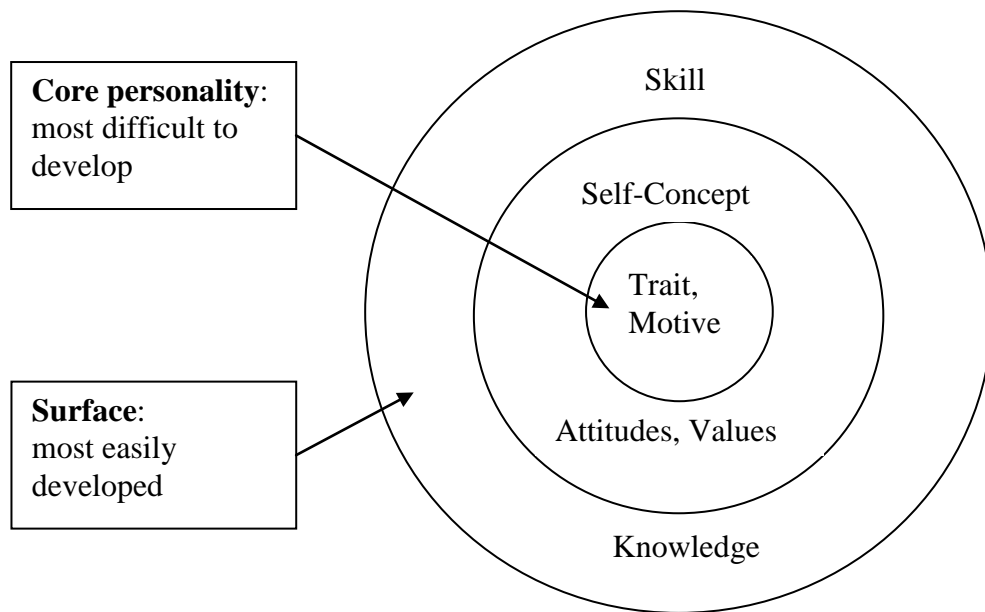 Core personality:
most difficult to
develop
Skill
Self-Concept
Trait,
Motive
Attitudes, Values
Knowledge
Surface:
most easily
developed